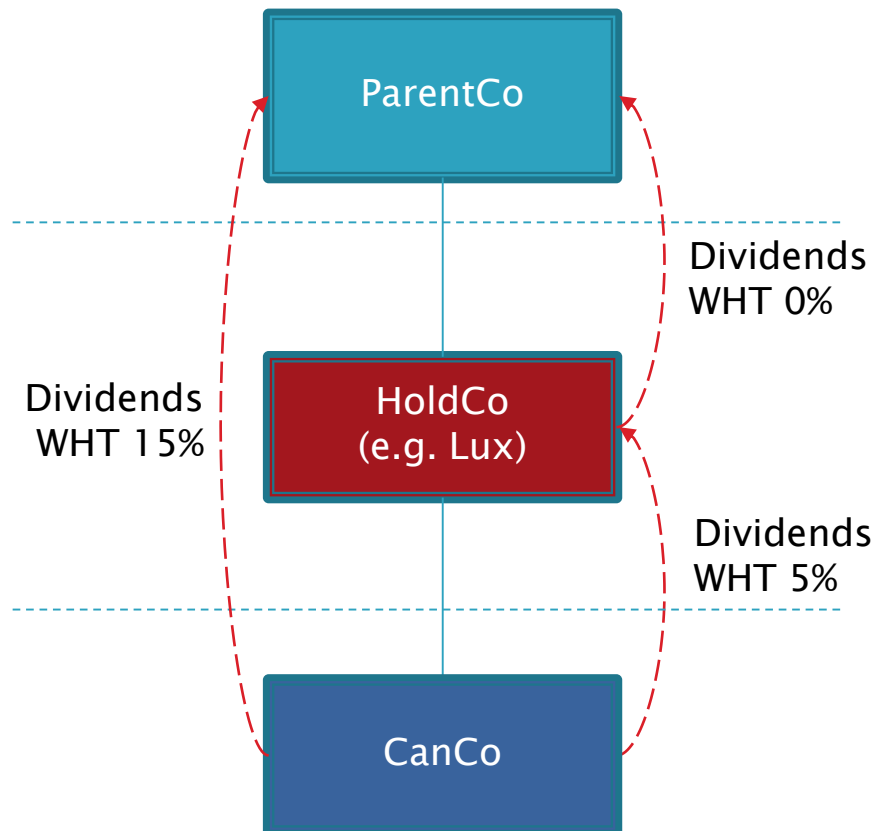 ParentCo
Dividends
WHT 0%
Dividends
WHT 15%
HoldCo
(e.g. Lux)
Dividends
WHT 5%
CanCo